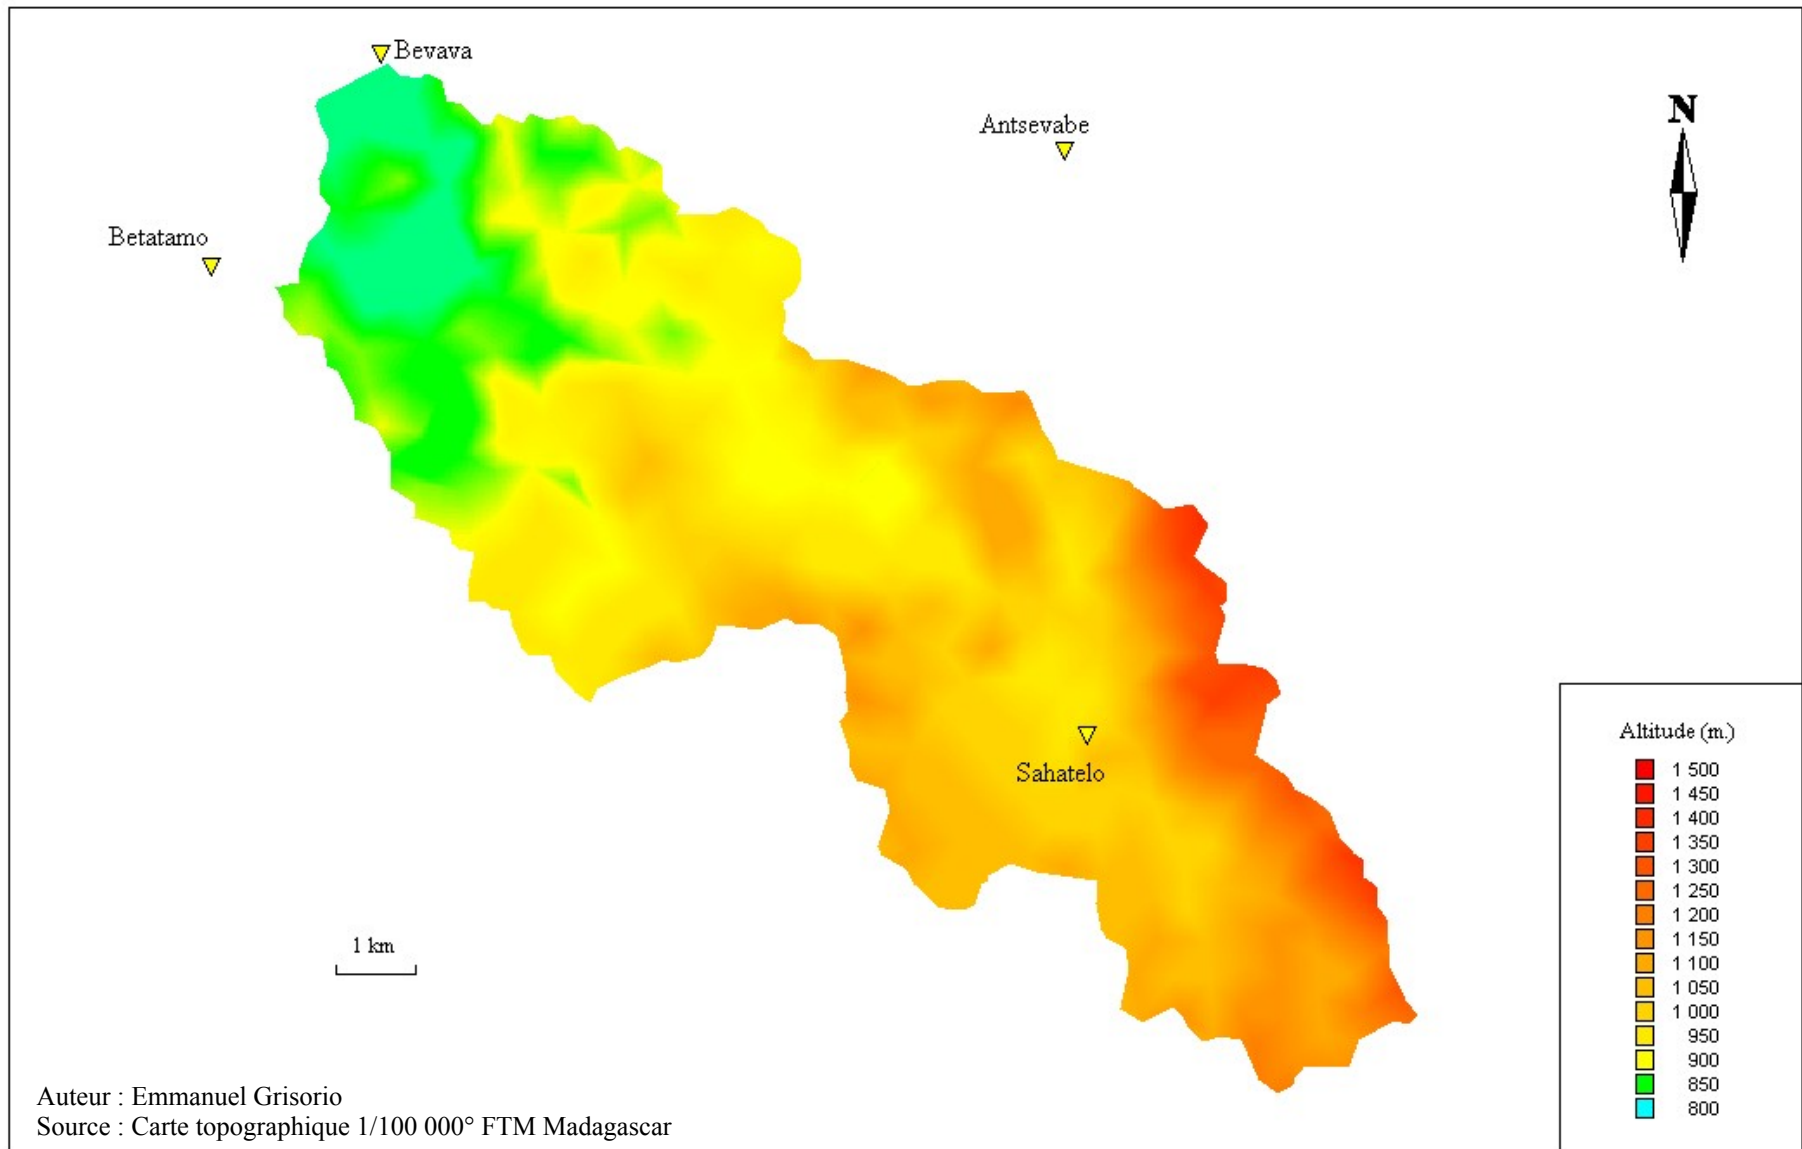 Bevava
Antsevabe
N
Betatamo
Sahatelo
Altitude (m.)
1 500
1 450
1 400
1 350
1 300
1 250
1 200
1 150
1 100
1 050
1 000
950
900
850
800
1 km
Auteur : Emmanuel Grisorio
Source : Carte topographique 1/100 000° FTM Madagascar